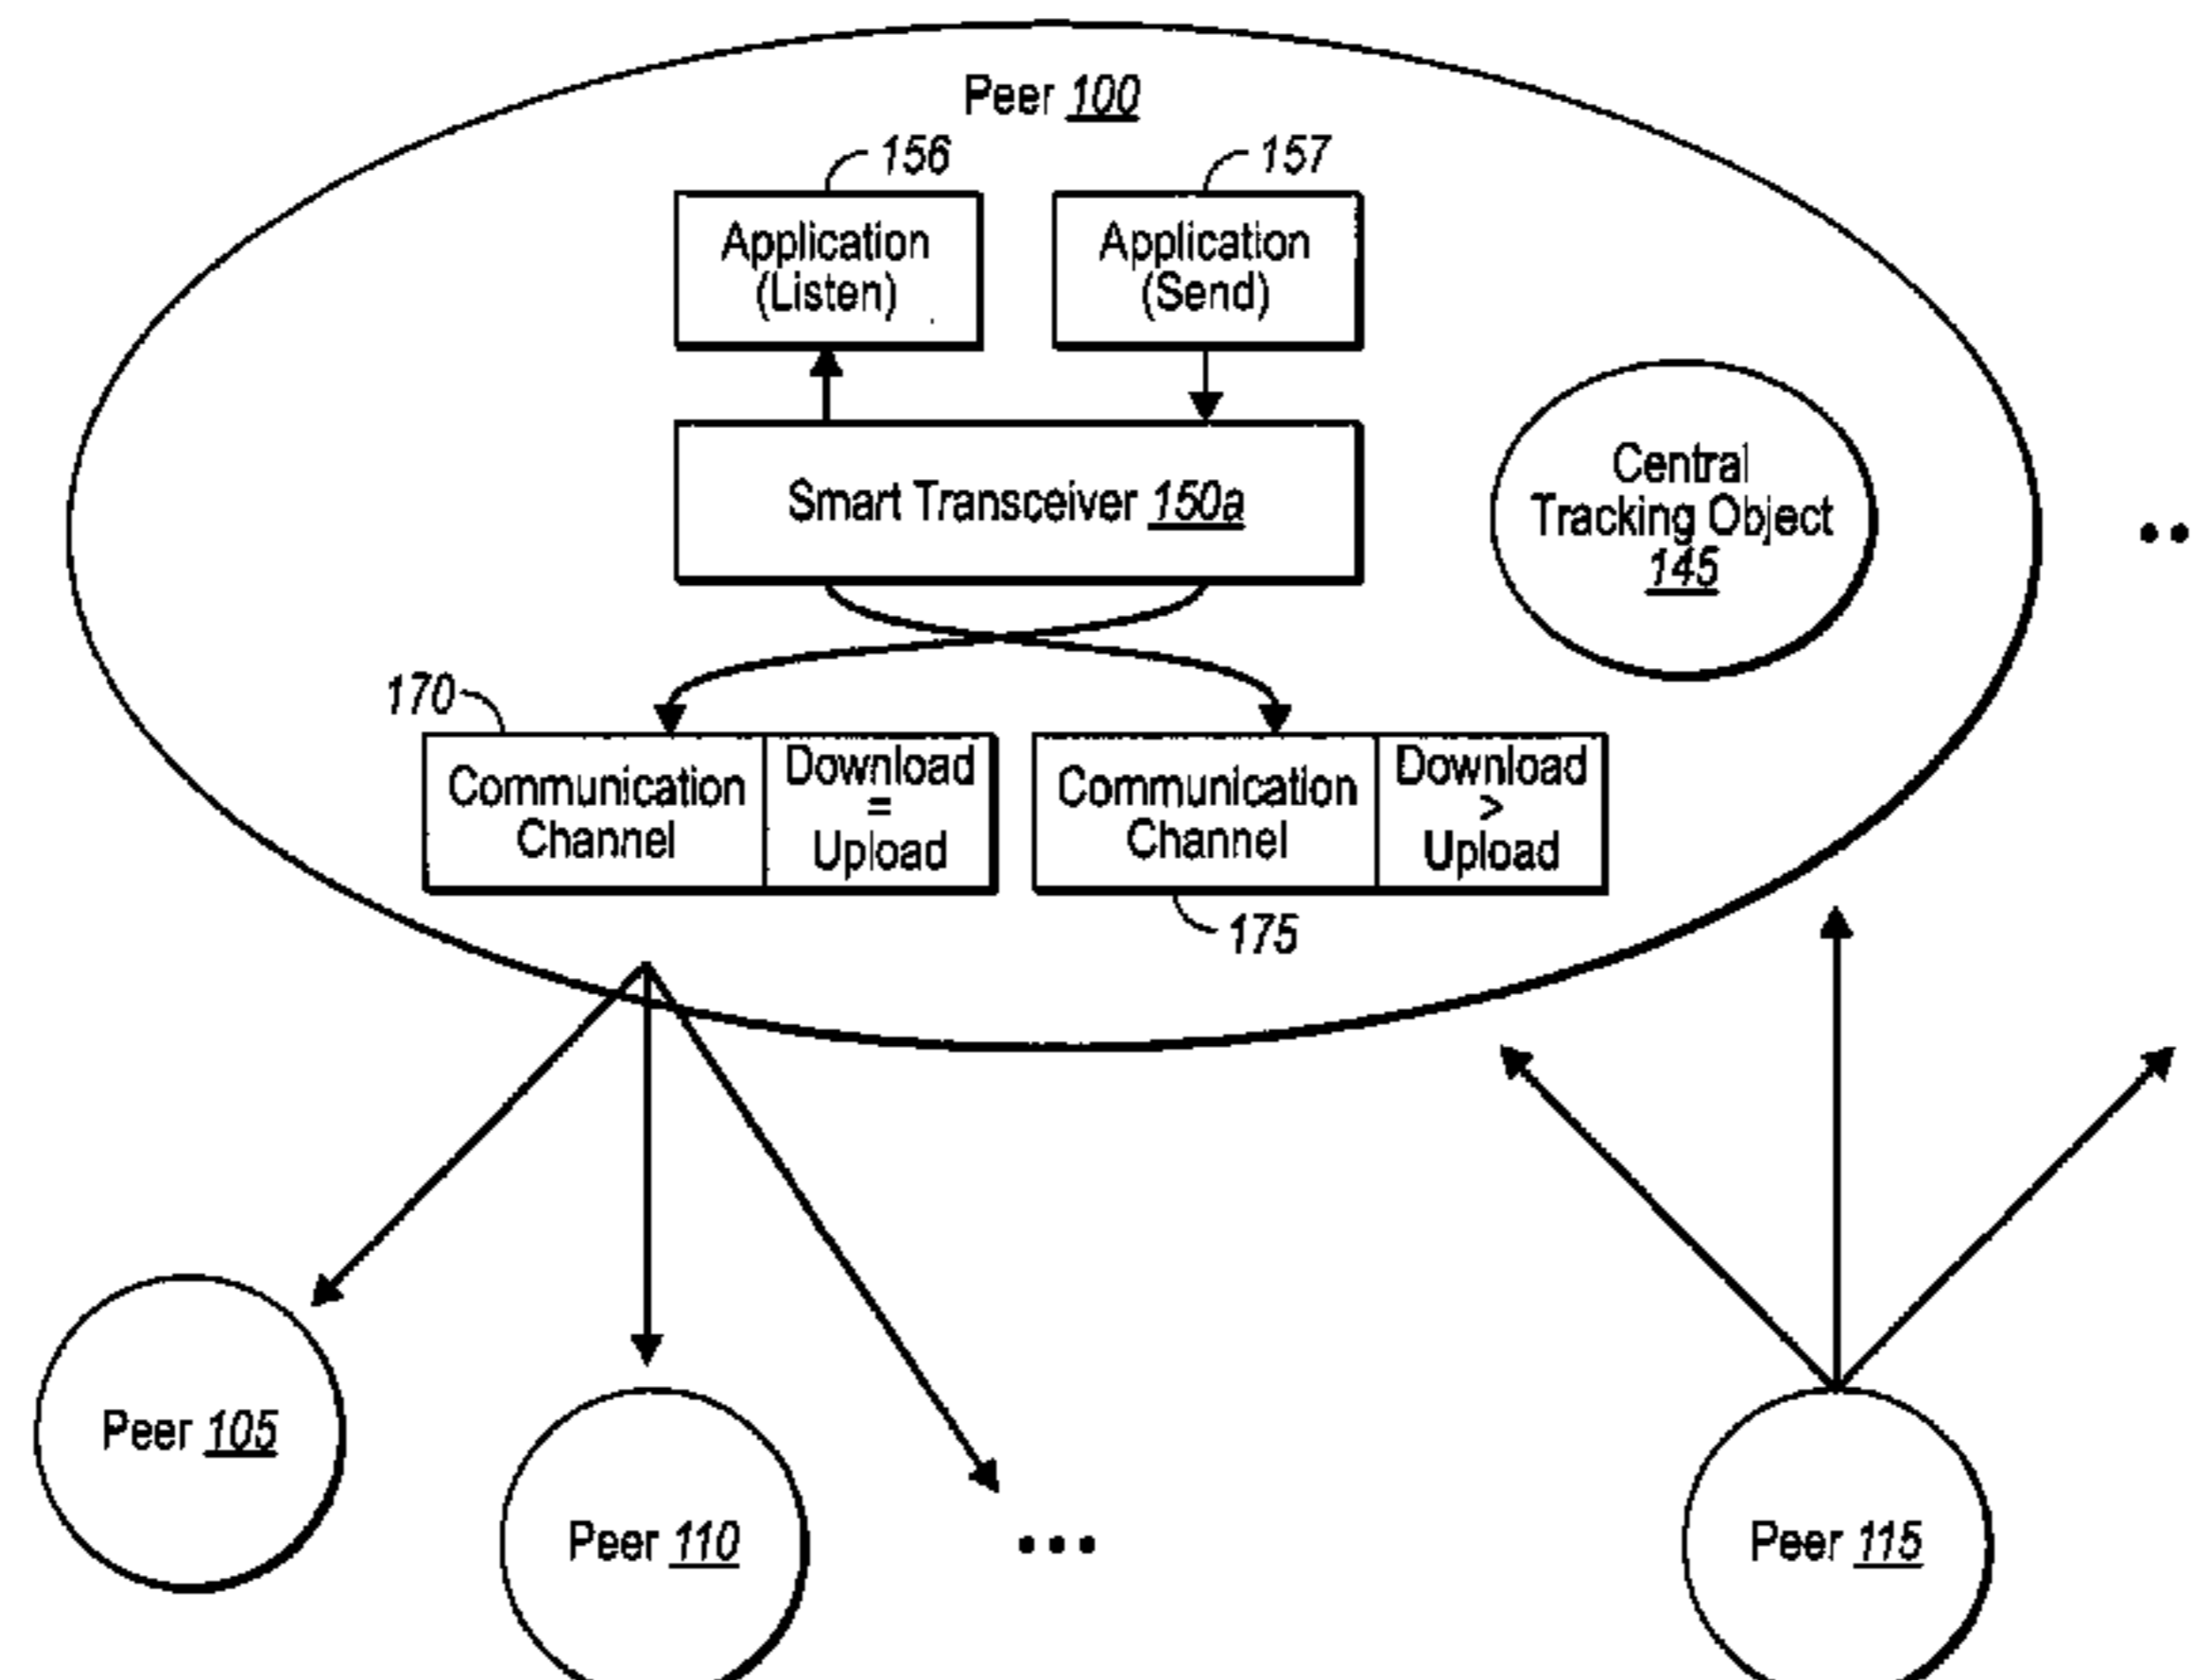 Peer 100
156
157
Application
(Listen)
Application
(Send)
Smart Transceiver 150a
Central
Tracking Object
145
170
Communication
Channel
Download
=
Upload
Communication
Channel
Download
>
Upload
175
Peer 105
Peer 110
Peer 115